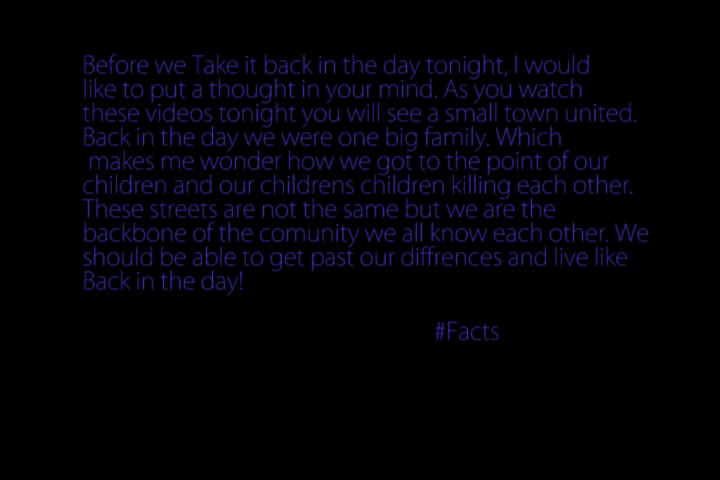 Before we Take it back in the day tonight, I would
like to put a thought in your mind. As you watch
these videos tonight you will see a small town united.
Back in the day we were one big family. Which
makes me wonder how we got to the point of our
children and our childrens children killing each other.
These streets are not the same but we are the
backbone of the comunity we all know each other. We
should be able to get past our diffrences and live like
Back in the day!
#Facts